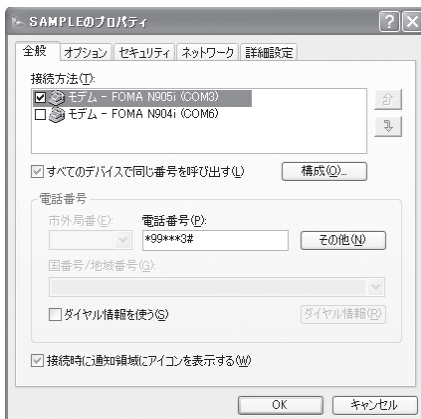 SAMPLEのプロパティ
全般 オプション セキュリティ ネットワーク 詳細設定
接続方法(T):
モデム - FOMA N905i (COM3)
モデム - FOMA N904i (COM6)
すべてのデバイスで同じ番号を呼び出す(L) 構成(O)...
電話番号
市外局番(E): 電話番号(P):
*99***3# その他(N)
国番号/地域番号(G):
ダイヤル情報を使う(S) ダイヤル情報(R)
接続時に通知領域にアイコンを表示する(W)
OK キャンセル